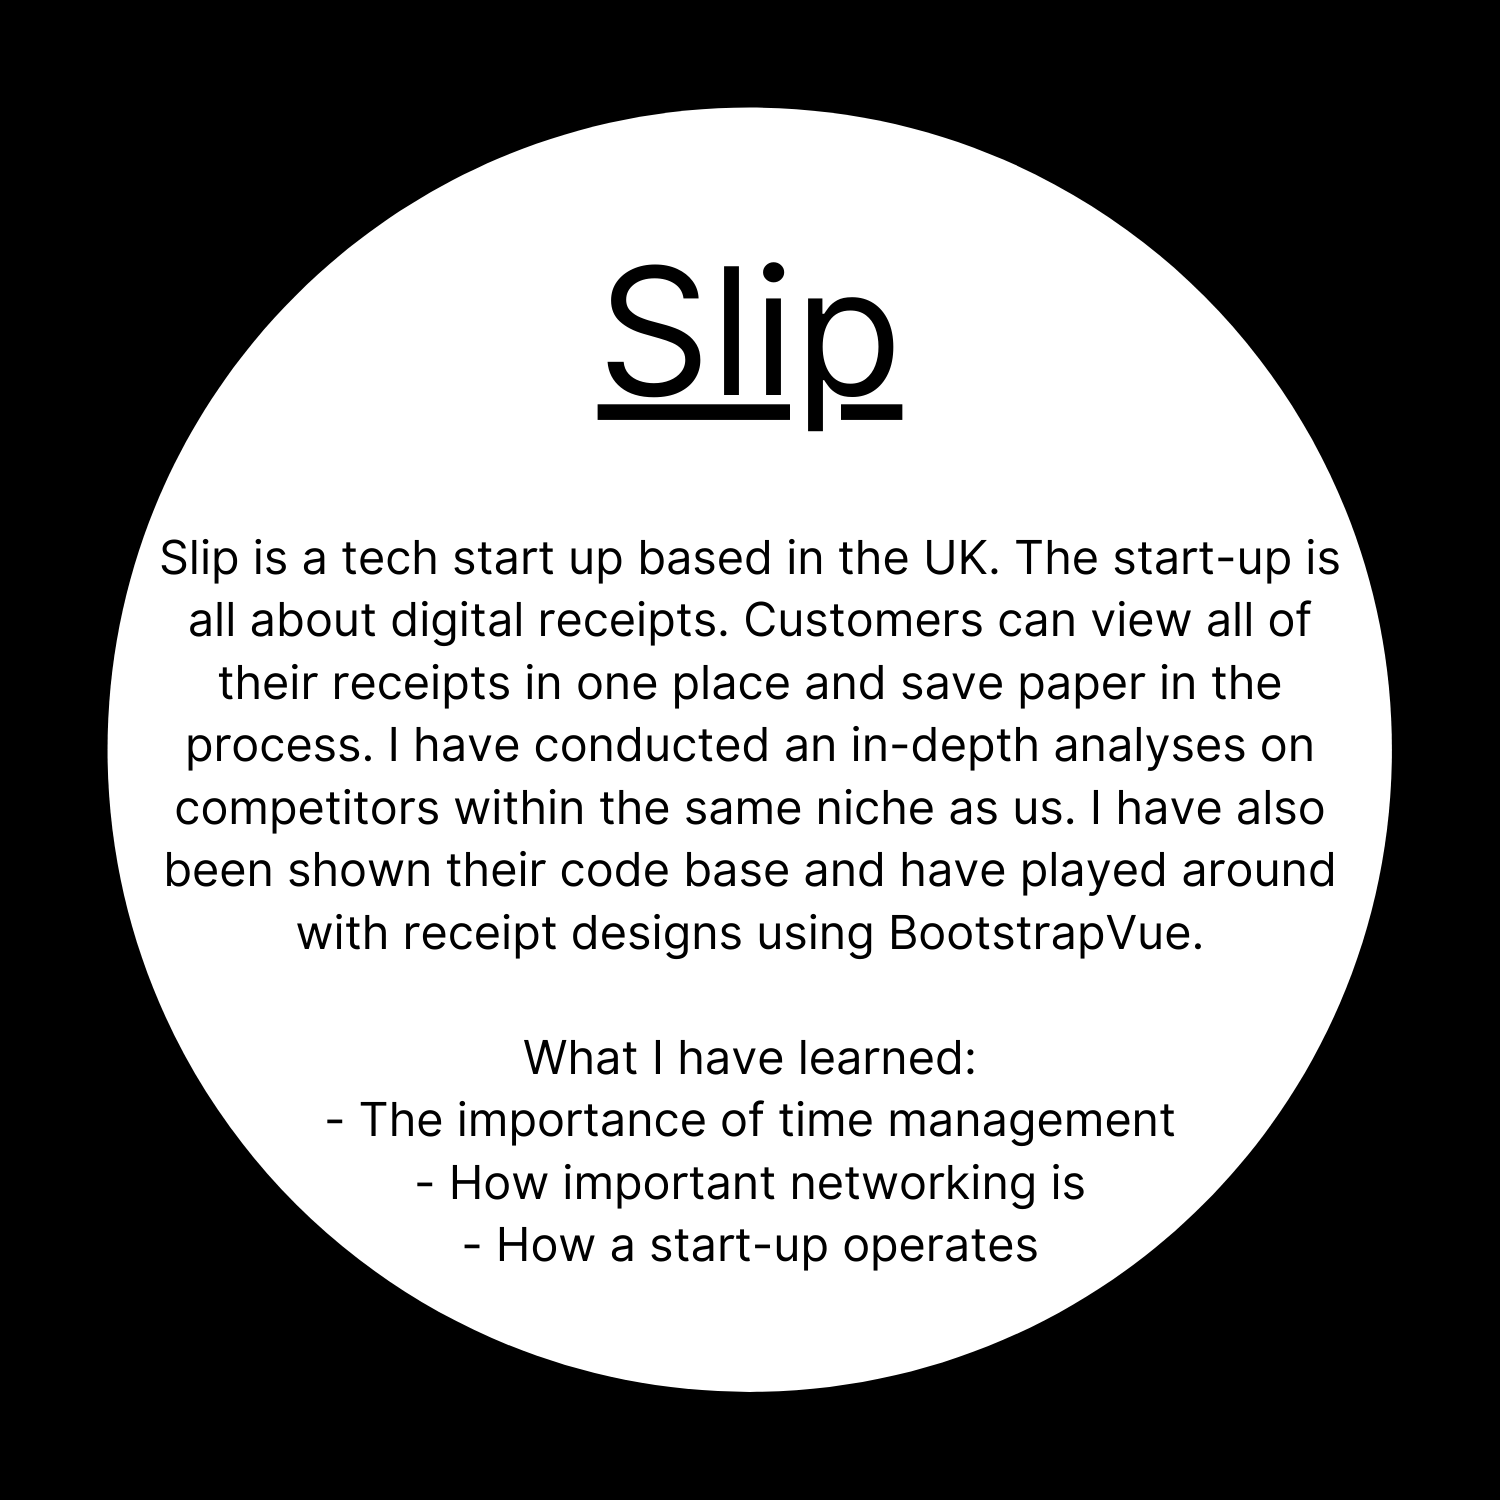 Slip
Slip is a tech start up based in the UK. The start-up is
all about digital receipts. Customers can view all of
their receipts in one place and save paper in the
process. I have conducted an in-depth analyses on
competitors within the same niche as us. I have also
been shown their code base and have played around
with receipt designs using BootstrapVue.
What I have learned:
- The importance of time management
- How important networking is
- How a start-up operates